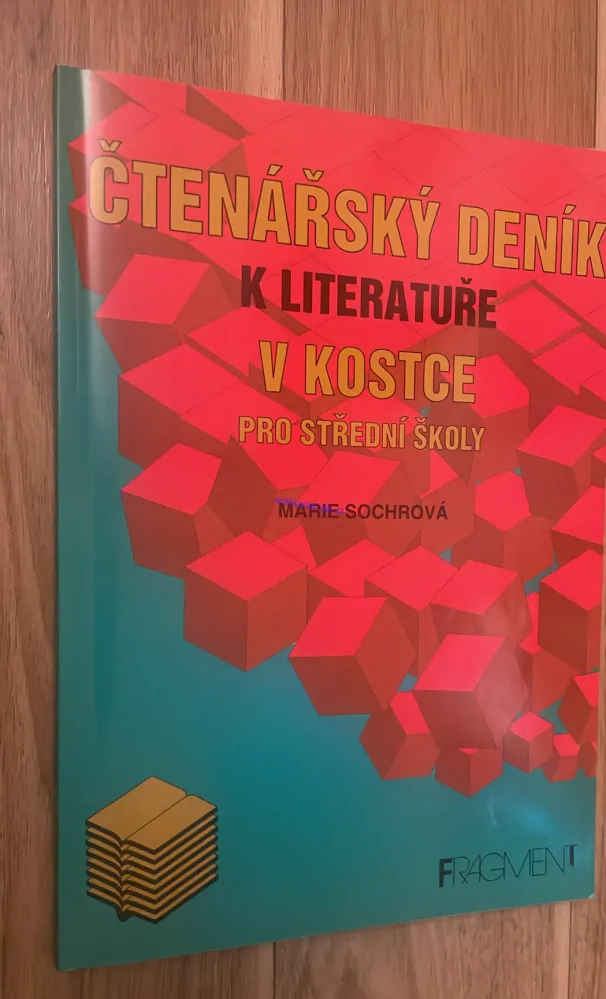 ČTENÁŘSKÝ DENÍK
K LITERATUŘE
V KOSTCE
PRO STŘEDNÍ ŠKOLY
MARIE SOCHROVÁ
FRAGMENT